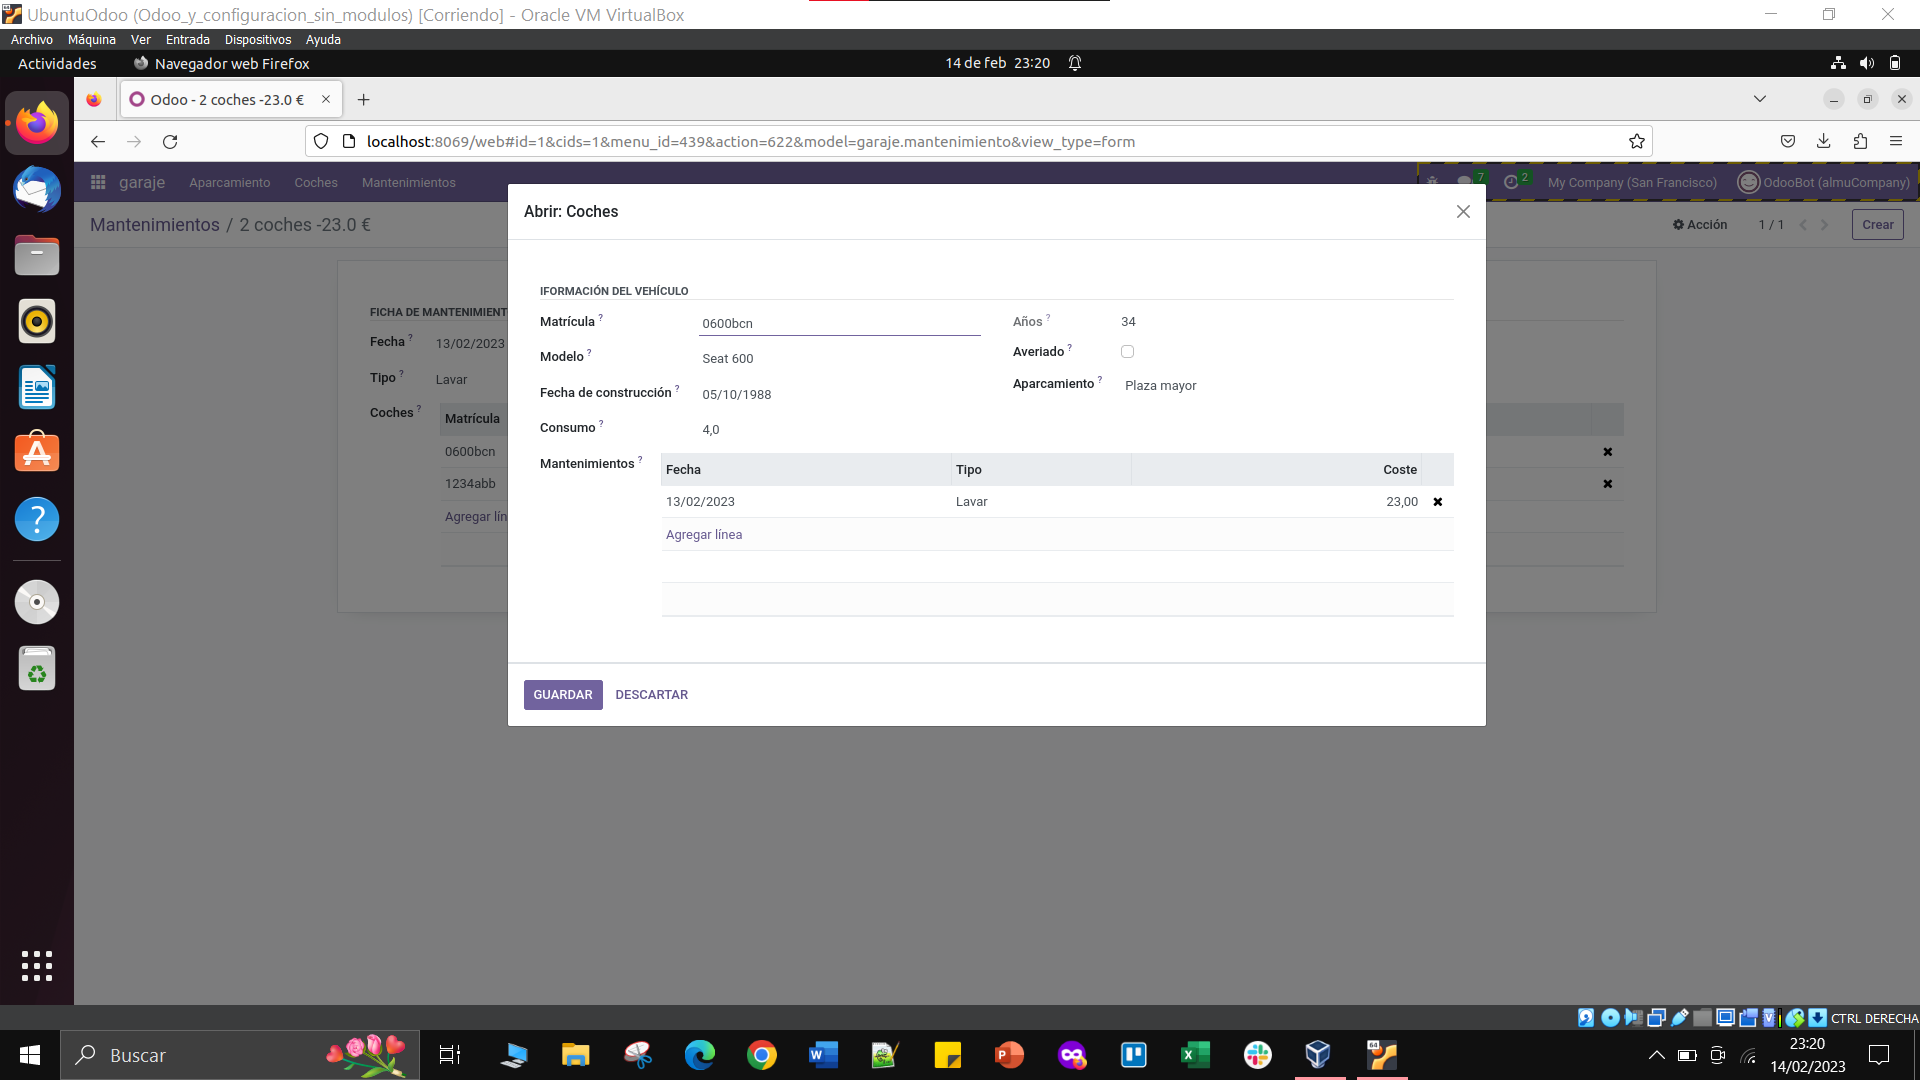 UbuntuOdoo (Odoo_y_configuracion_sin_modulos) [Corriendo] - Oracle VM VirtualBox
Archivo Máquina Ver Entrada Dispositivos Ayuda
Actividades Navegador web Firefox 14 de feb 23:20
Odoo - 2 coches -23.0 €
localhost:8069/web#id=1&cids=1&menu_id=439&action=622&model=garaje.mantenimiento&view_type=form
garaje Aparcamiento Coches Mantenimientos 7 2 My Company (San Francisco) OdooBot (almuCompany)
Mantenimientos / 2 coches -23.0 € Acción 1 / 1 Crear
Abrir: Coches
FICHA DE MANTENIMIENT
Fecha ? 13/02/2023
Tipo ? Lavar
Coches ? Matrícula
0600bcn
1234abb
Agregar lín
IFORMACIÓN DEL VEHÍCULO
Matrícula ? 0600bcn
Modelo ? Seat 600
Fecha de construcción ? 05/10/1988
Consumo ? 4,0
Años ? 34
Averiado ?
Aparcamiento ? Plaza mayor
Mantenimientos ? Fecha Tipo Coste
13/02/2023 Lavar 23,00
Agregar línea
GUARDAR DESCARTAR
CTRL DERECHA
Buscar
23:20
14/02/2023